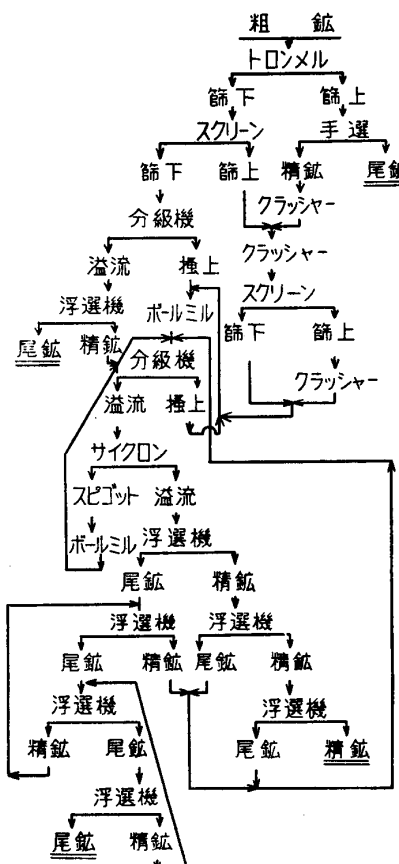 粗 鉱
トロンメル
篩下 篩上
スクリーン 手選
篩下 篩上 精鉱 尾鉱
クラッシャー
分級機
クラッシャー
溢流 掻上
スクリーン
浮選機 ボールミル
篩下 篩上
尾鉱 精鉱
分級機
クラッシャー
溢流 掻上
サイクロン
スピゴット 溢流
ボールミル 浮選機
尾鉱 精鉱
浮選機 浮選機
尾鉱 精鉱 尾鉱 精鉱
浮選機 浮選機
精鉱 尾鉱 尾鉱 精鉱
浮選機
尾鉱 精鉱